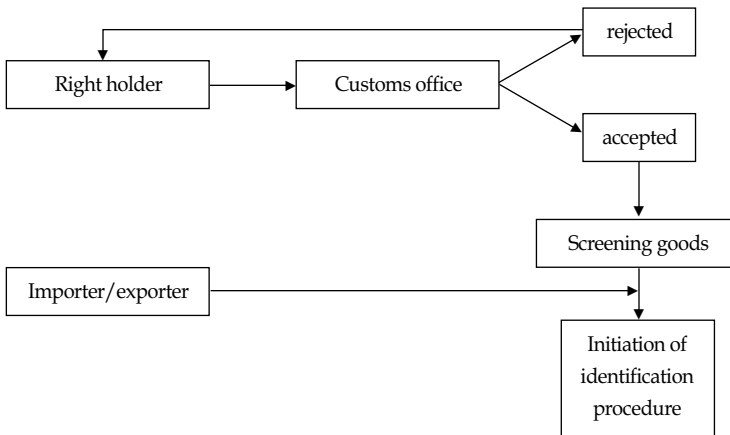 rejected
Right holder
Customs office
accepted
Screening goods
Importer/exporter
Initiation of
identification
procedure